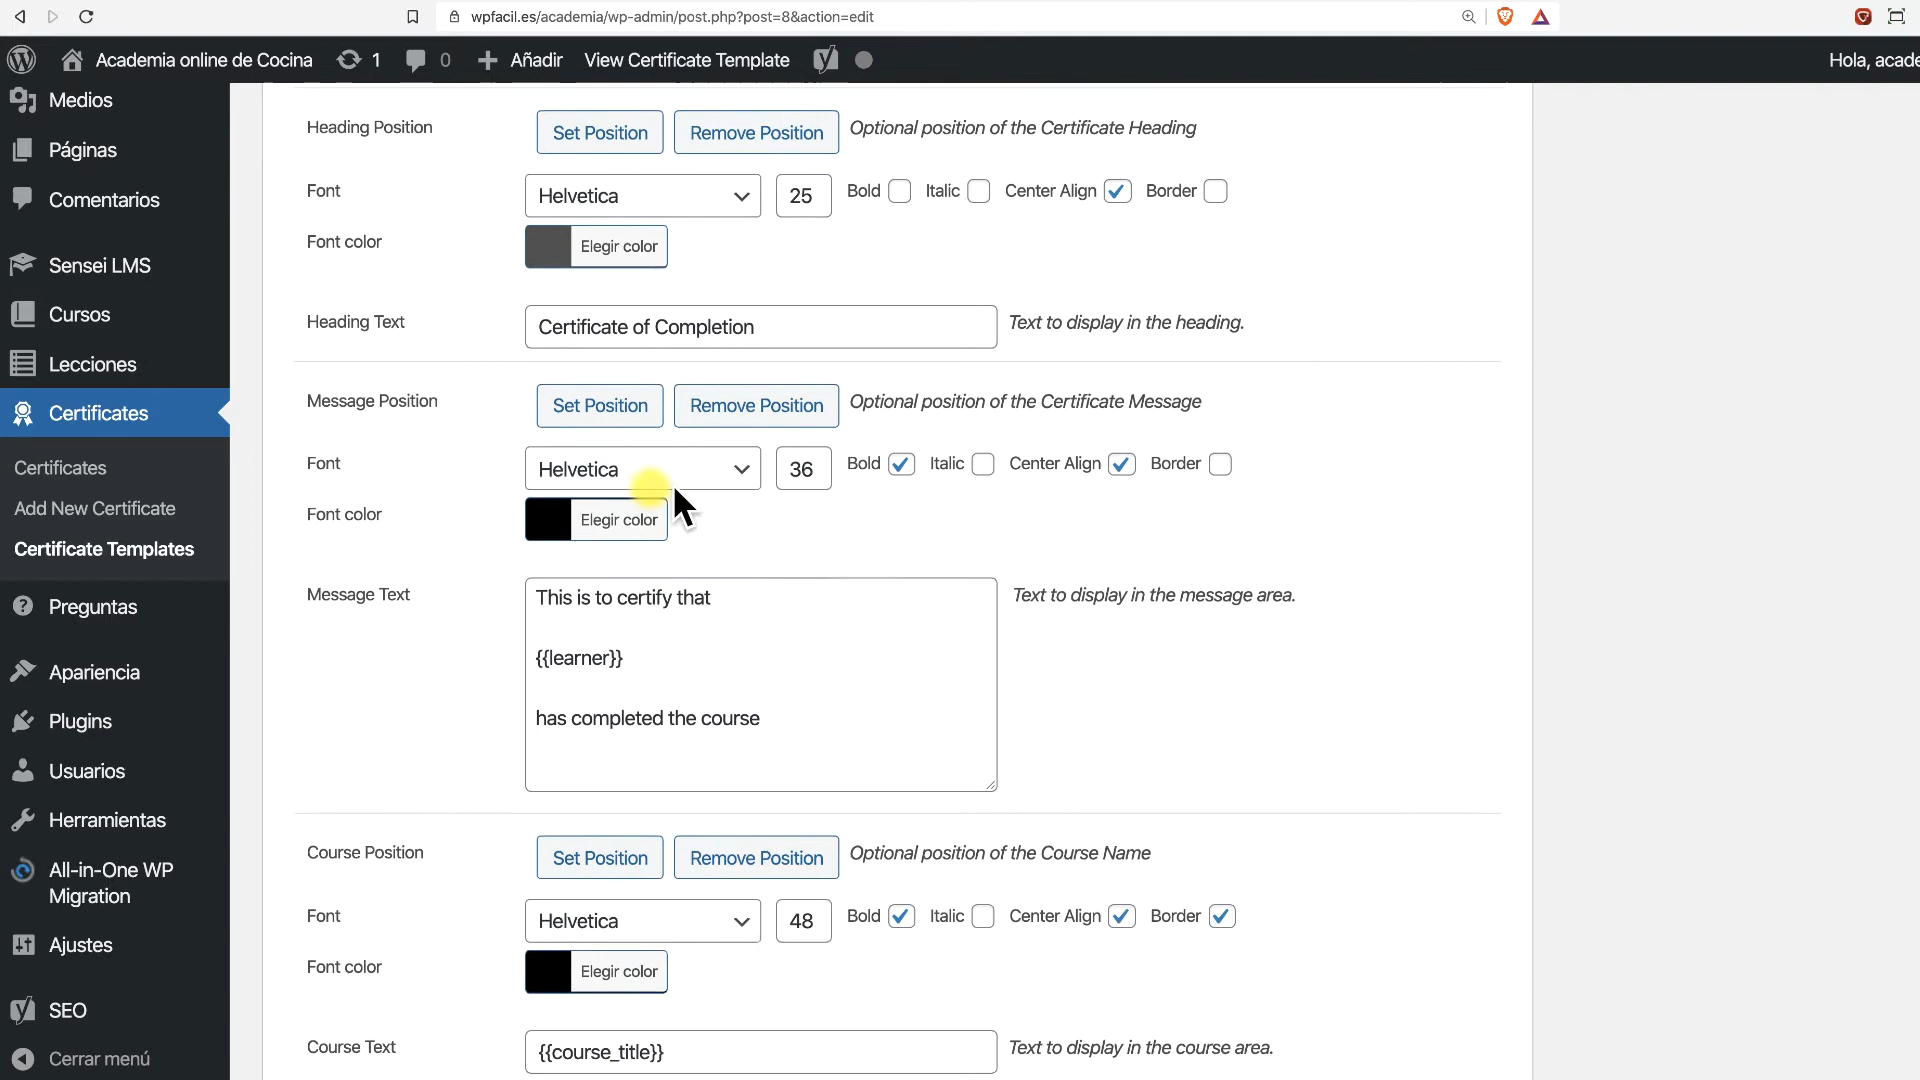 wpfacil.es/academia/wp-admin/post.php?post=8&action=edit
Academia online de Cocina 1 0 Añadir View Certificate Template Hola, acade
Medios
Páginas
Comentarios
Sensei LMS
Cursos
Lecciones
Certificates
Certificates
Add New Certificate
Certificate Templates
Preguntas
Apariencia
Plugins
Usuarios
Herramientas
All-in-One WP
Migration
Ajustes
SEO
Cerrar menú
Heading Position Set Position Remove Position Optional position of the Certificate Heading
Font Helvetica 25 Bold Italic Center Align Border
Font color Elegir color
Heading Text Certificate of Completion Text to display in the heading.
Message Position Set Position Remove Position Optional position of the Certificate Message
Font Helvetica 36 Bold Italic Center Align Border
Font color Elegir color
Message Text This is to certify that Text to display in the message area.
{{learner}}
has completed the course
Course Position Set Position Remove Position Optional position of the Course Name
Font Helvetica 48 Bold Italic Center Align Border
Font color Elegir color
Course Text {{course_title}} Text to display in the course area.